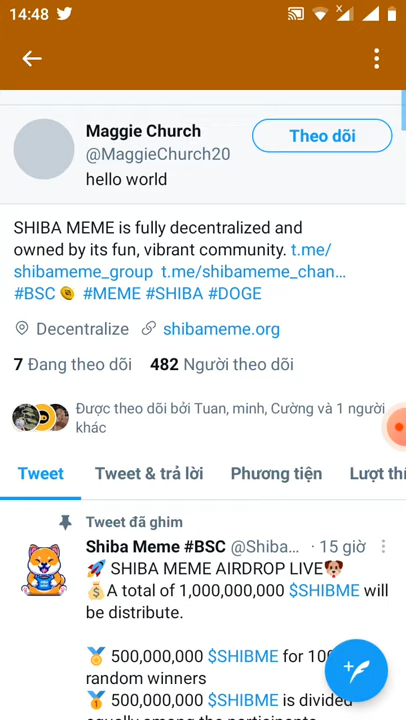 14:48
Maggie Church
Theo dõi
@MaggieChurch20
hello world
SHIBA MEME is fully decentralized and
owned by its fun, vibrant community. t.me/
shibameme_group t.me/shibameme_chan...
#BSC #MEME #SHIBA #DOGE
Decentralize shibameme.org
7 Đang theo dõi 482 Người theo dõi
Được theo dõi bởi Tuan, minh, Cường và 1 người
khác
Tweet Tweet & trả lời Phương tiện Lượt thí
Tweet đã ghim
Shiba Meme #BSC @Shiba... · 15 giờ
🚀 SHIBA MEME AIRDROP LIVE🐶
💰A total of 1,000,000,000 $SHIBME will
be distribute.
🏅 500,000,000 $SHIBME for
random winners
🥇 500,000,000 $SHIBME is divided